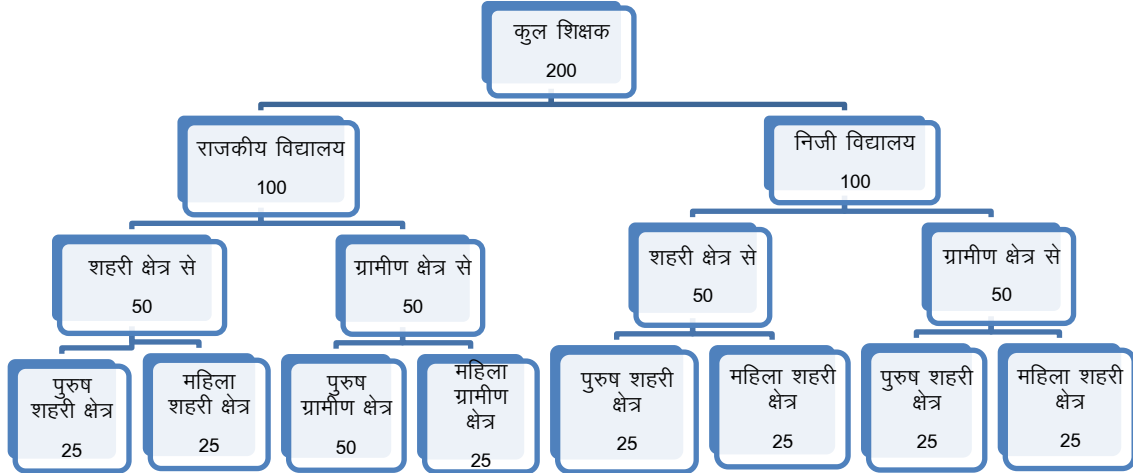 कुल शिक्षक
200
राजकीय विद्यालय
100
निजी विद्यालय
100
शहरी क्षेत्र से
50
ग्रामीण क्षेत्र से
50
शहरी क्षेत्र से
50
ग्रामीण क्षेत्र से
50
पुरुष
शहरी क्षेत्र
25
महिला
शहरी क्षेत्र
25
पुरुष
ग्रामीण क्षेत्र
50
महिला
ग्रामीण
क्षेत्र
25
पुरुष शहरी
क्षेत्र
25
महिला शहरी
क्षेत्र
25
पुरुष शहरी
क्षेत्र
25
महिला शहरी
क्षेत्र
25